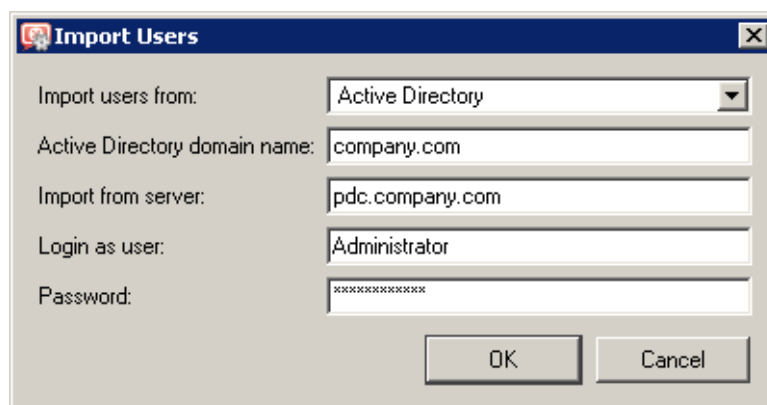 Import Users
Import users from: Active Directory
Active Directory domain name: company.com
Import from server: pdc.company.com
Login as user: Administrator
Password: ************
OK Cancel